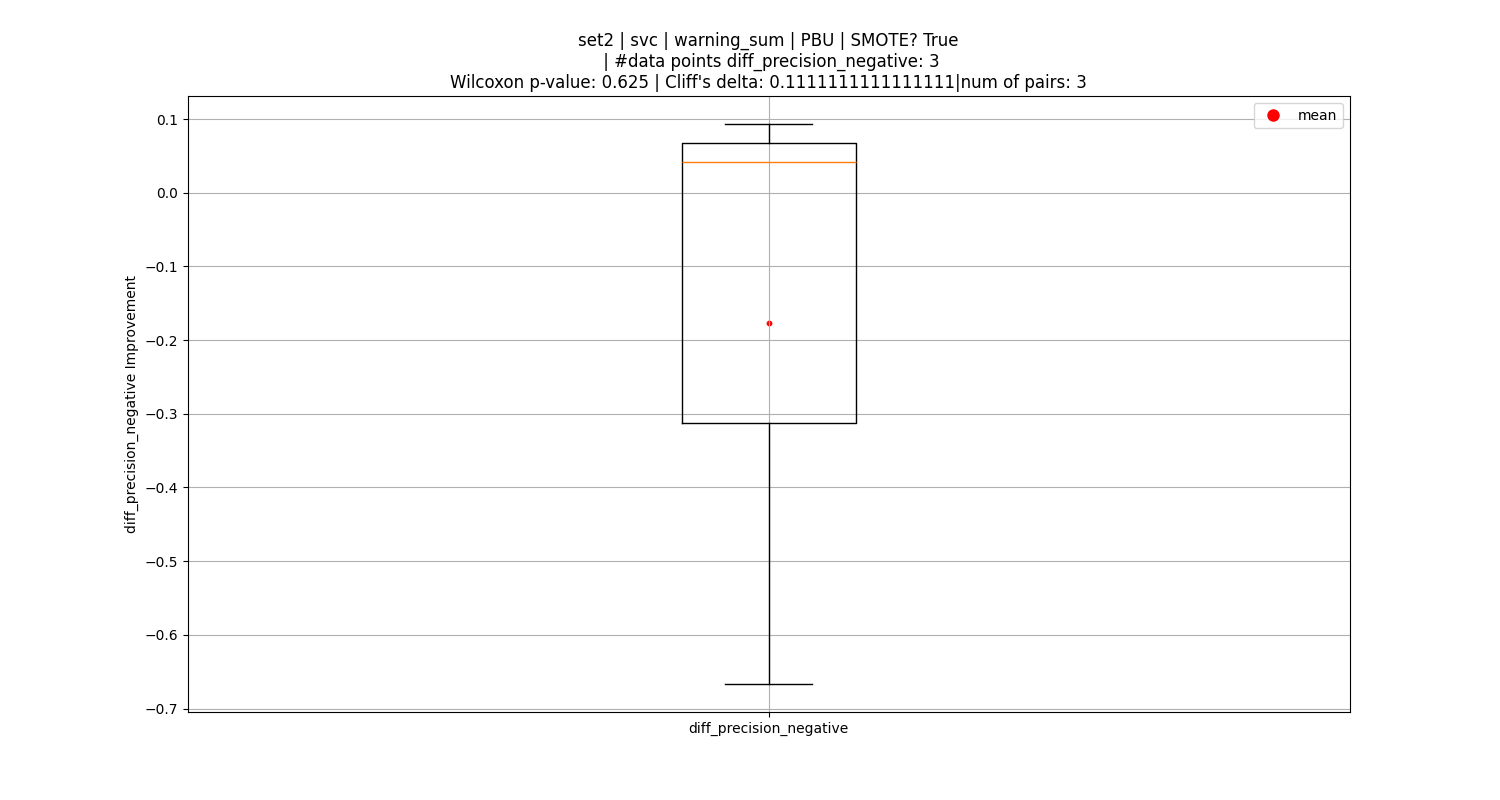 set2 | svc | warning_sum | PBU | SMOTE? True
| #data points diff_precision_negative: 3
Wilcoxon p-value: 0.625 | Cliff's delta: 0.1111111111111111|num of pairs: 3
mean
0.1
0.0
−0.1
−0.2
−0.3
−0.4
−0.5
−0.6
−0.7
diff_precision_negative Improvement
diff_precision_negative